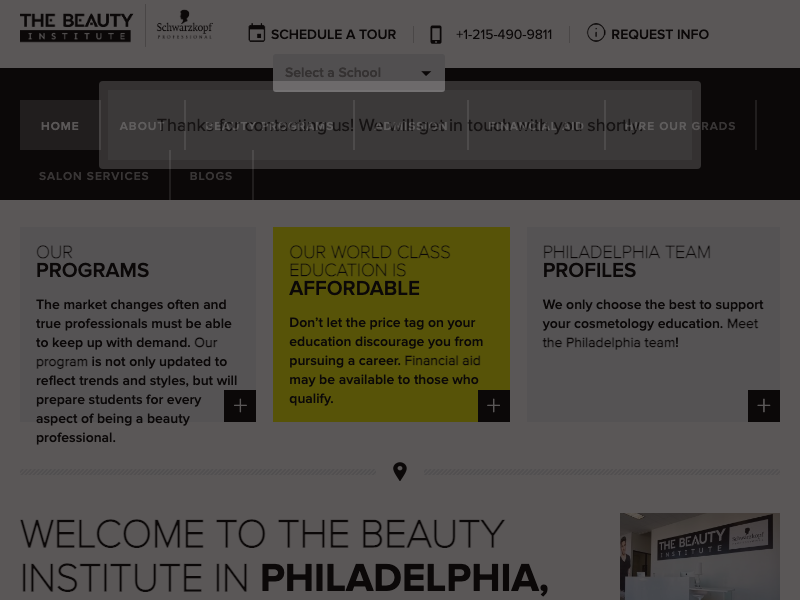 THE BEAUTY
INSTITUTE
Schwarzkopf
PROFESSIONAL
SCHEDULE A TOUR
+1-215-490-9811
REQUEST INFO
Select a School
Thanks for contacting us! We will get in touch with you shortly.
HOME
ABOUT
BEAUTY PROGRAMS
ADMISSION
FINANCIAL AID
HIRE OUR GRADS
SALON SERVICES
BLOGS
OUR
PROGRAMS
The market changes often and
true professionals must be able
to keep up with demand. Our
program is not only updated to
reflect trends and styles, but will
prepare students for every
aspect of being a beauty
professional.
OUR WORLD CLASS
EDUCATION IS
AFFORDABLE
Don't let the price tag on your
education discourage you from
pursuing a career. Financial aid
may be available to those who
qualify.
PHILADELPHIA TEAM
PROFILES
We only choose the best to support
your cosmetology education. Meet
the Philadelphia team!
WELCOME TO THE BEAUTY
INSTITUTE IN PHILADELPHIA,
THE BEAUTY
INSTITUTE
Schwarzkopf